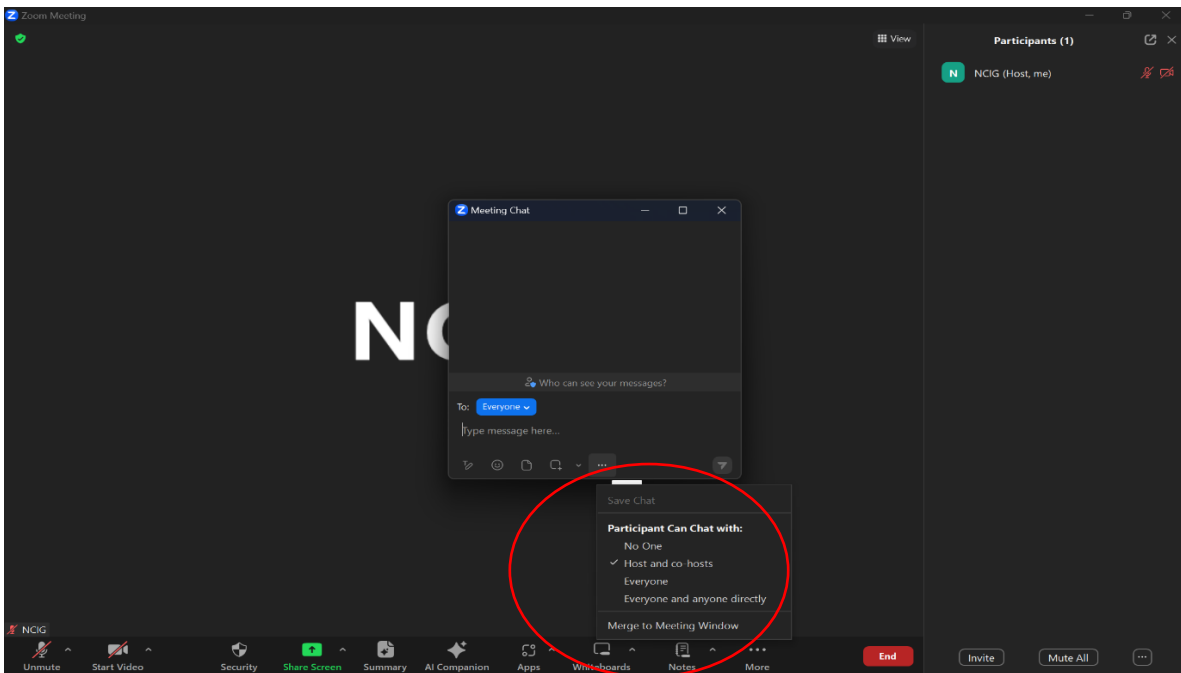 Zoom Meeting
View
Participants (1)
N NCIG (Host, me)
Meeting Chat
NC
Who can see your messages?
To: Everyone
Type message here...
Save Chat
Participant Can Chat with:
No One
Host and co-hosts
Everyone
Everyone and anyone directly
Merge to Meeting Window
NCIG
Unmute Start Video Security Share Screen Summary AI Companion Apps Whiteboards Notes More
End
Invite Mute All